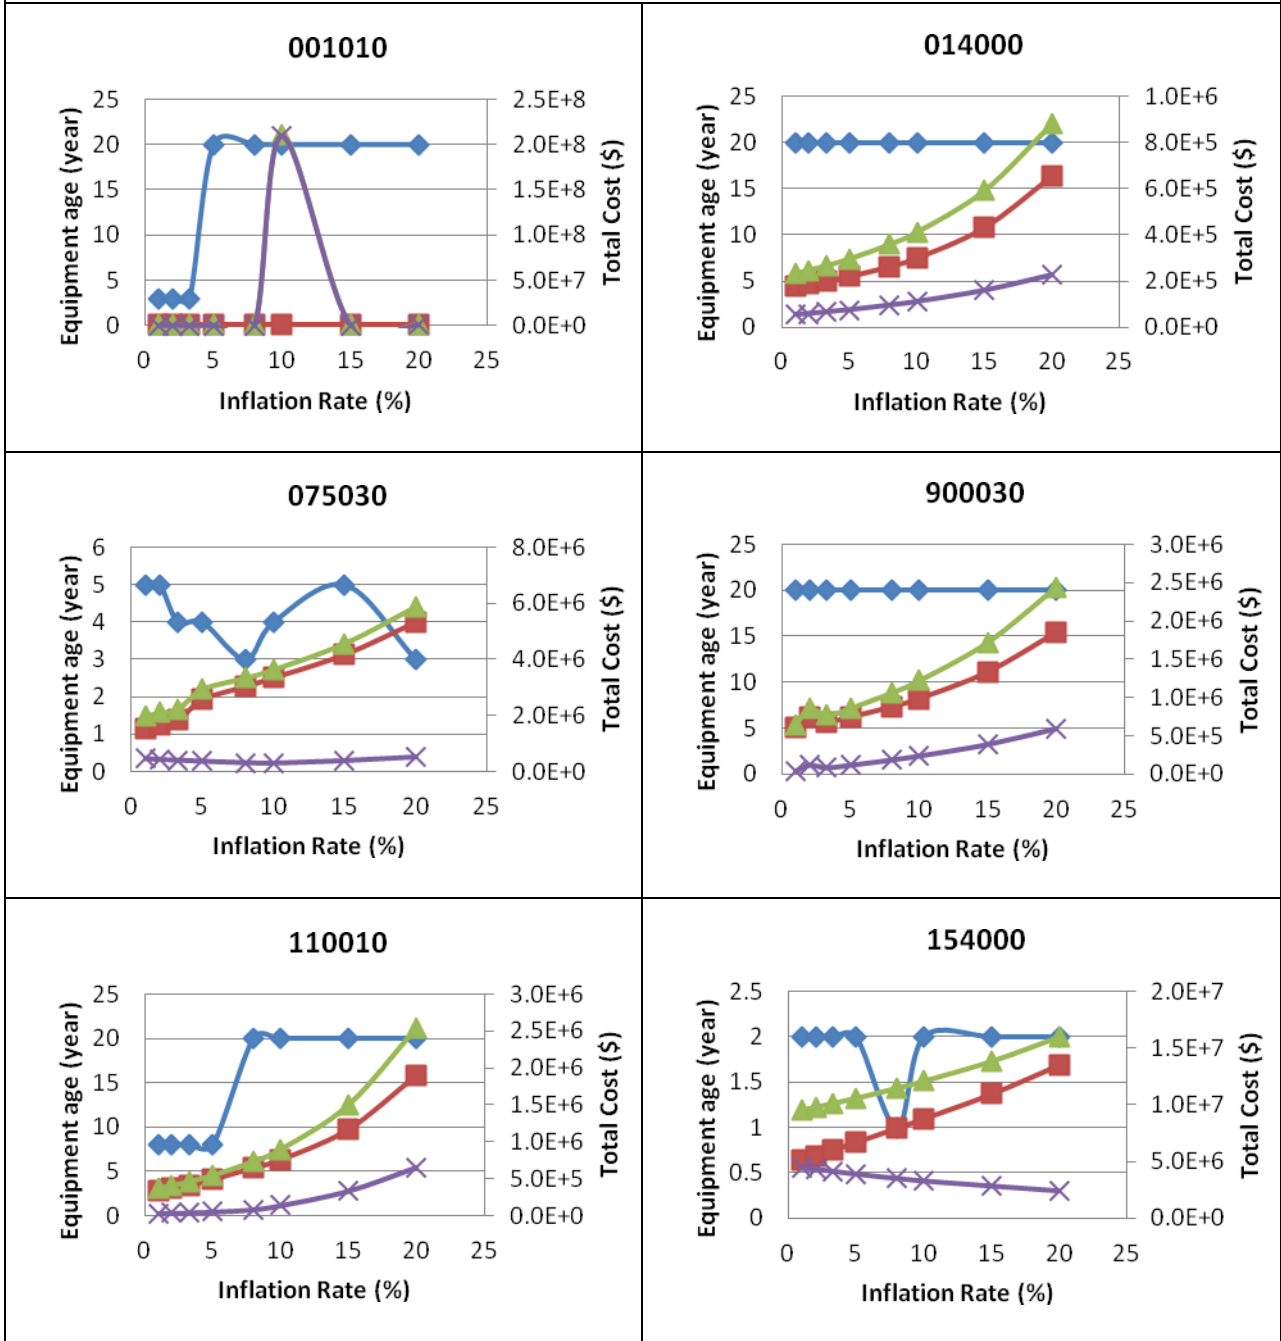 001010
25
20
15
10
5
0
2.5E+8
2.0E+8
1.5E+8
1.0E+8
5.0E+7
0.0E+0
0 5 10 15 20 25
Equipment age (year)
Total Cost ($)
Inflation Rate (%)
014000
25
20
15
10
5
0
1.0E+6
8.0E+5
6.0E+5
4.0E+5
2.0E+5
0.0E+0
0 5 10 15 20 25
Equipment age (year)
Total Cost ($)
Inflation Rate (%)
075030
6
5
4
3
2
1
0
8.0E+6
6.0E+6
4.0E+6
2.0E+6
0.0E+0
0 5 10 15 20 25
Equipment age (year)
Total Cost ($)
Inflation Rate (%)
900030
25
20
15
10
5
0
3.0E+6
2.5E+6
2.0E+6
1.5E+6
1.0E+6
5.0E+5
0.0E+0
0 5 10 15 20 25
Equipment age (year)
Total Cost ($)
Inflation Rate (%)
110010
25
20
15
10
5
0
3.0E+6
2.5E+6
2.0E+6
1.5E+6
1.0E+6
5.0E+5
0.0E+0
0 5 10 15 20 25
Equipment age (year)
Total Cost ($)
Inflation Rate (%)
154000
2.5
2
1.5
1
0.5
0
2.0E+7
1.5E+7
1.0E+7
5.0E+6
0.0E+0
0 5 10 15 20 25
Equipment age (year)
Total Cost ($)
Inflation Rate (%)